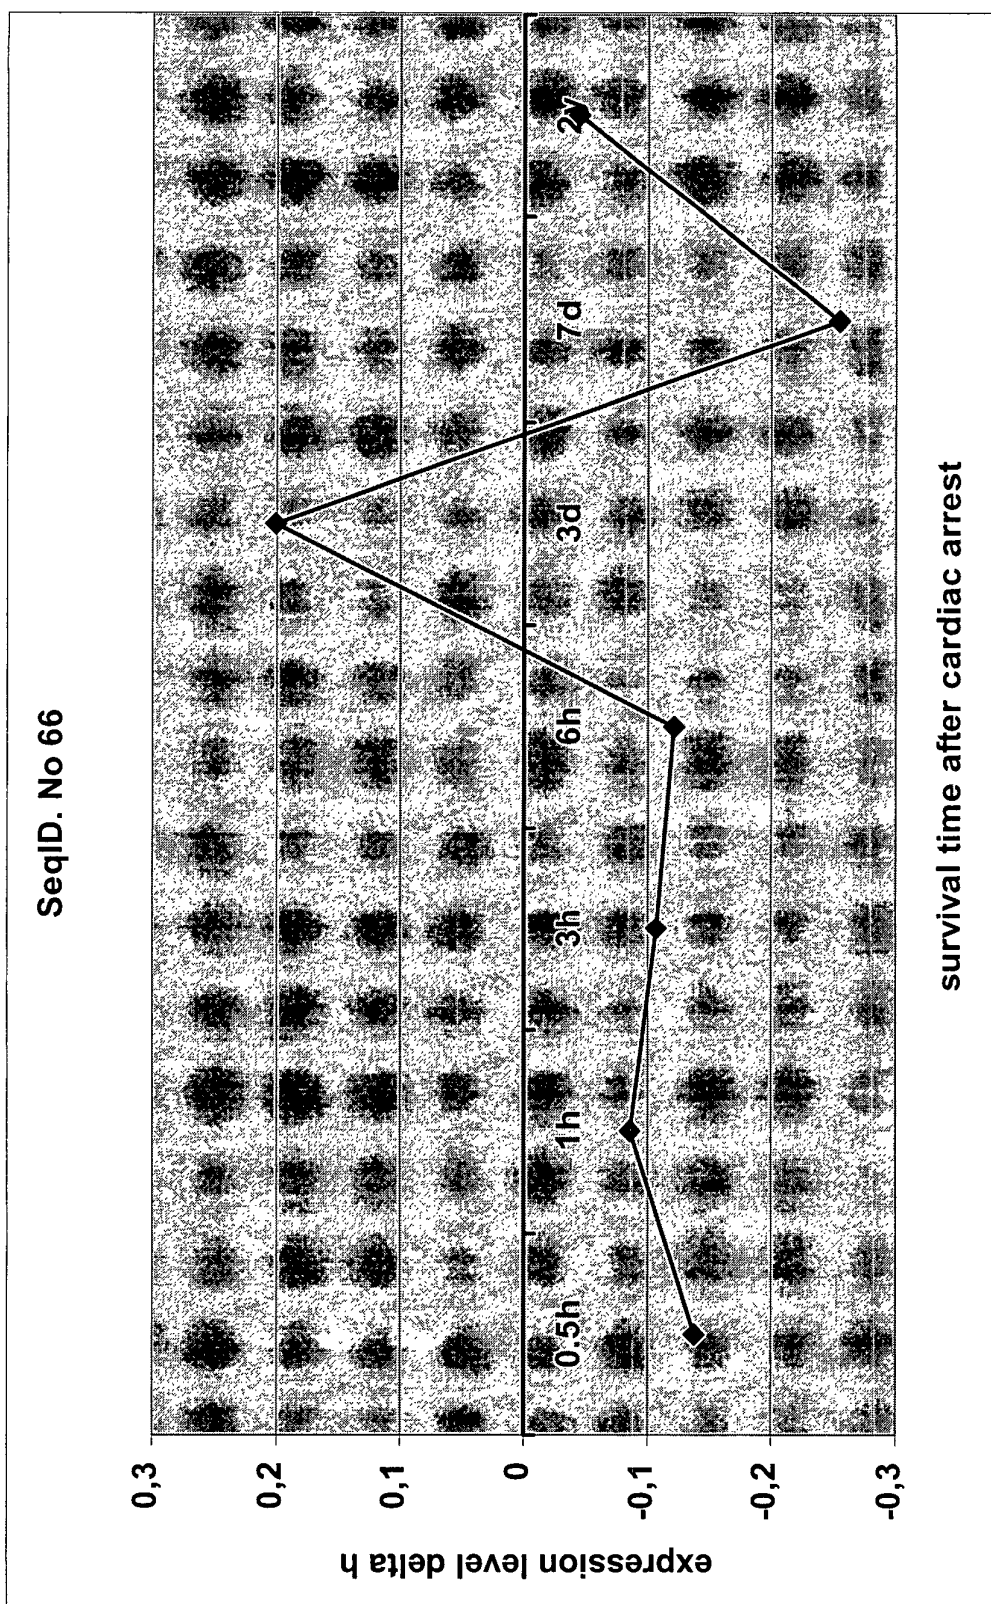 SeqID. No 66
expression level delta h
0,3
0,2
0,1
0
-0,1
-0,2
-0,3
0.5h
1h
3h
6h
3d
7d
survival time after cardiac arrest